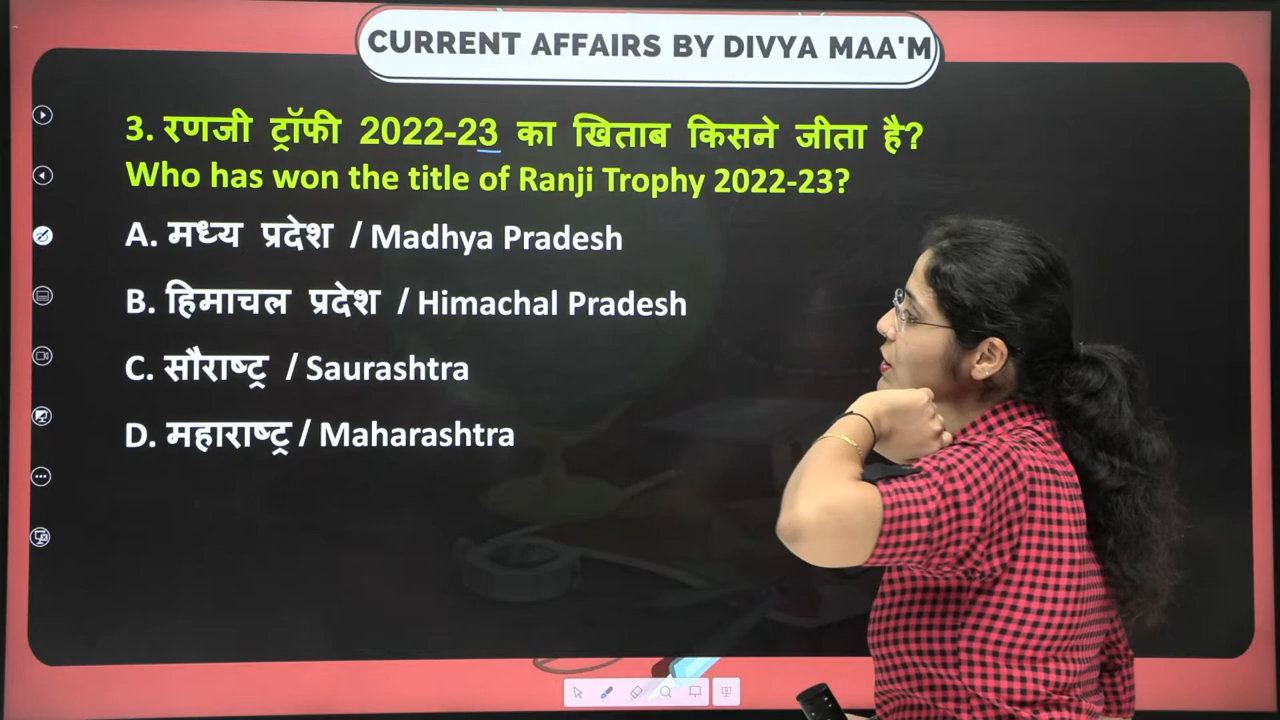 CURRENT AFFAIRS BY DIVYA MAA'M
3. रणजी ट्रॉफी 2022-23 का खिताब किसने जीता है?
Who has won the title of Ranji Trophy 2022-23?
A. मध्य प्रदेश / Madhya Pradesh
B. हिमाचल प्रदेश / Himachal Pradesh
C. सौराष्ट्र / Saurashtra
D. महाराष्ट्र / Maharashtra